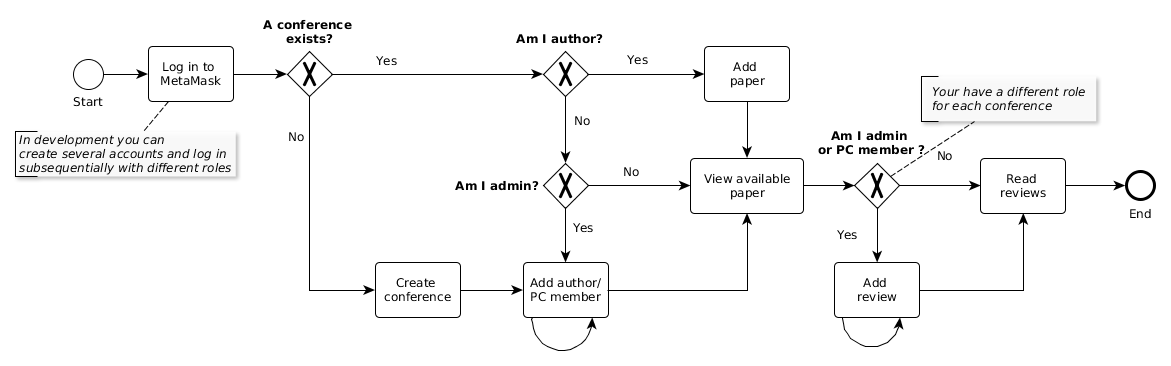 A conference
exists?
Am I author?
Log in to
MetaMask
Yes
Yes
Add
paper
Start
Your have a different role
for each conference
In development you can
create several accounts and log in
subsequentially with different roles
No
No
Am I admin
or PC member ?
No
Am I admin?
No
View available
paper
Read
reviews
End
Yes
Yes
Create
conference
Add author/
PC member
Add
review